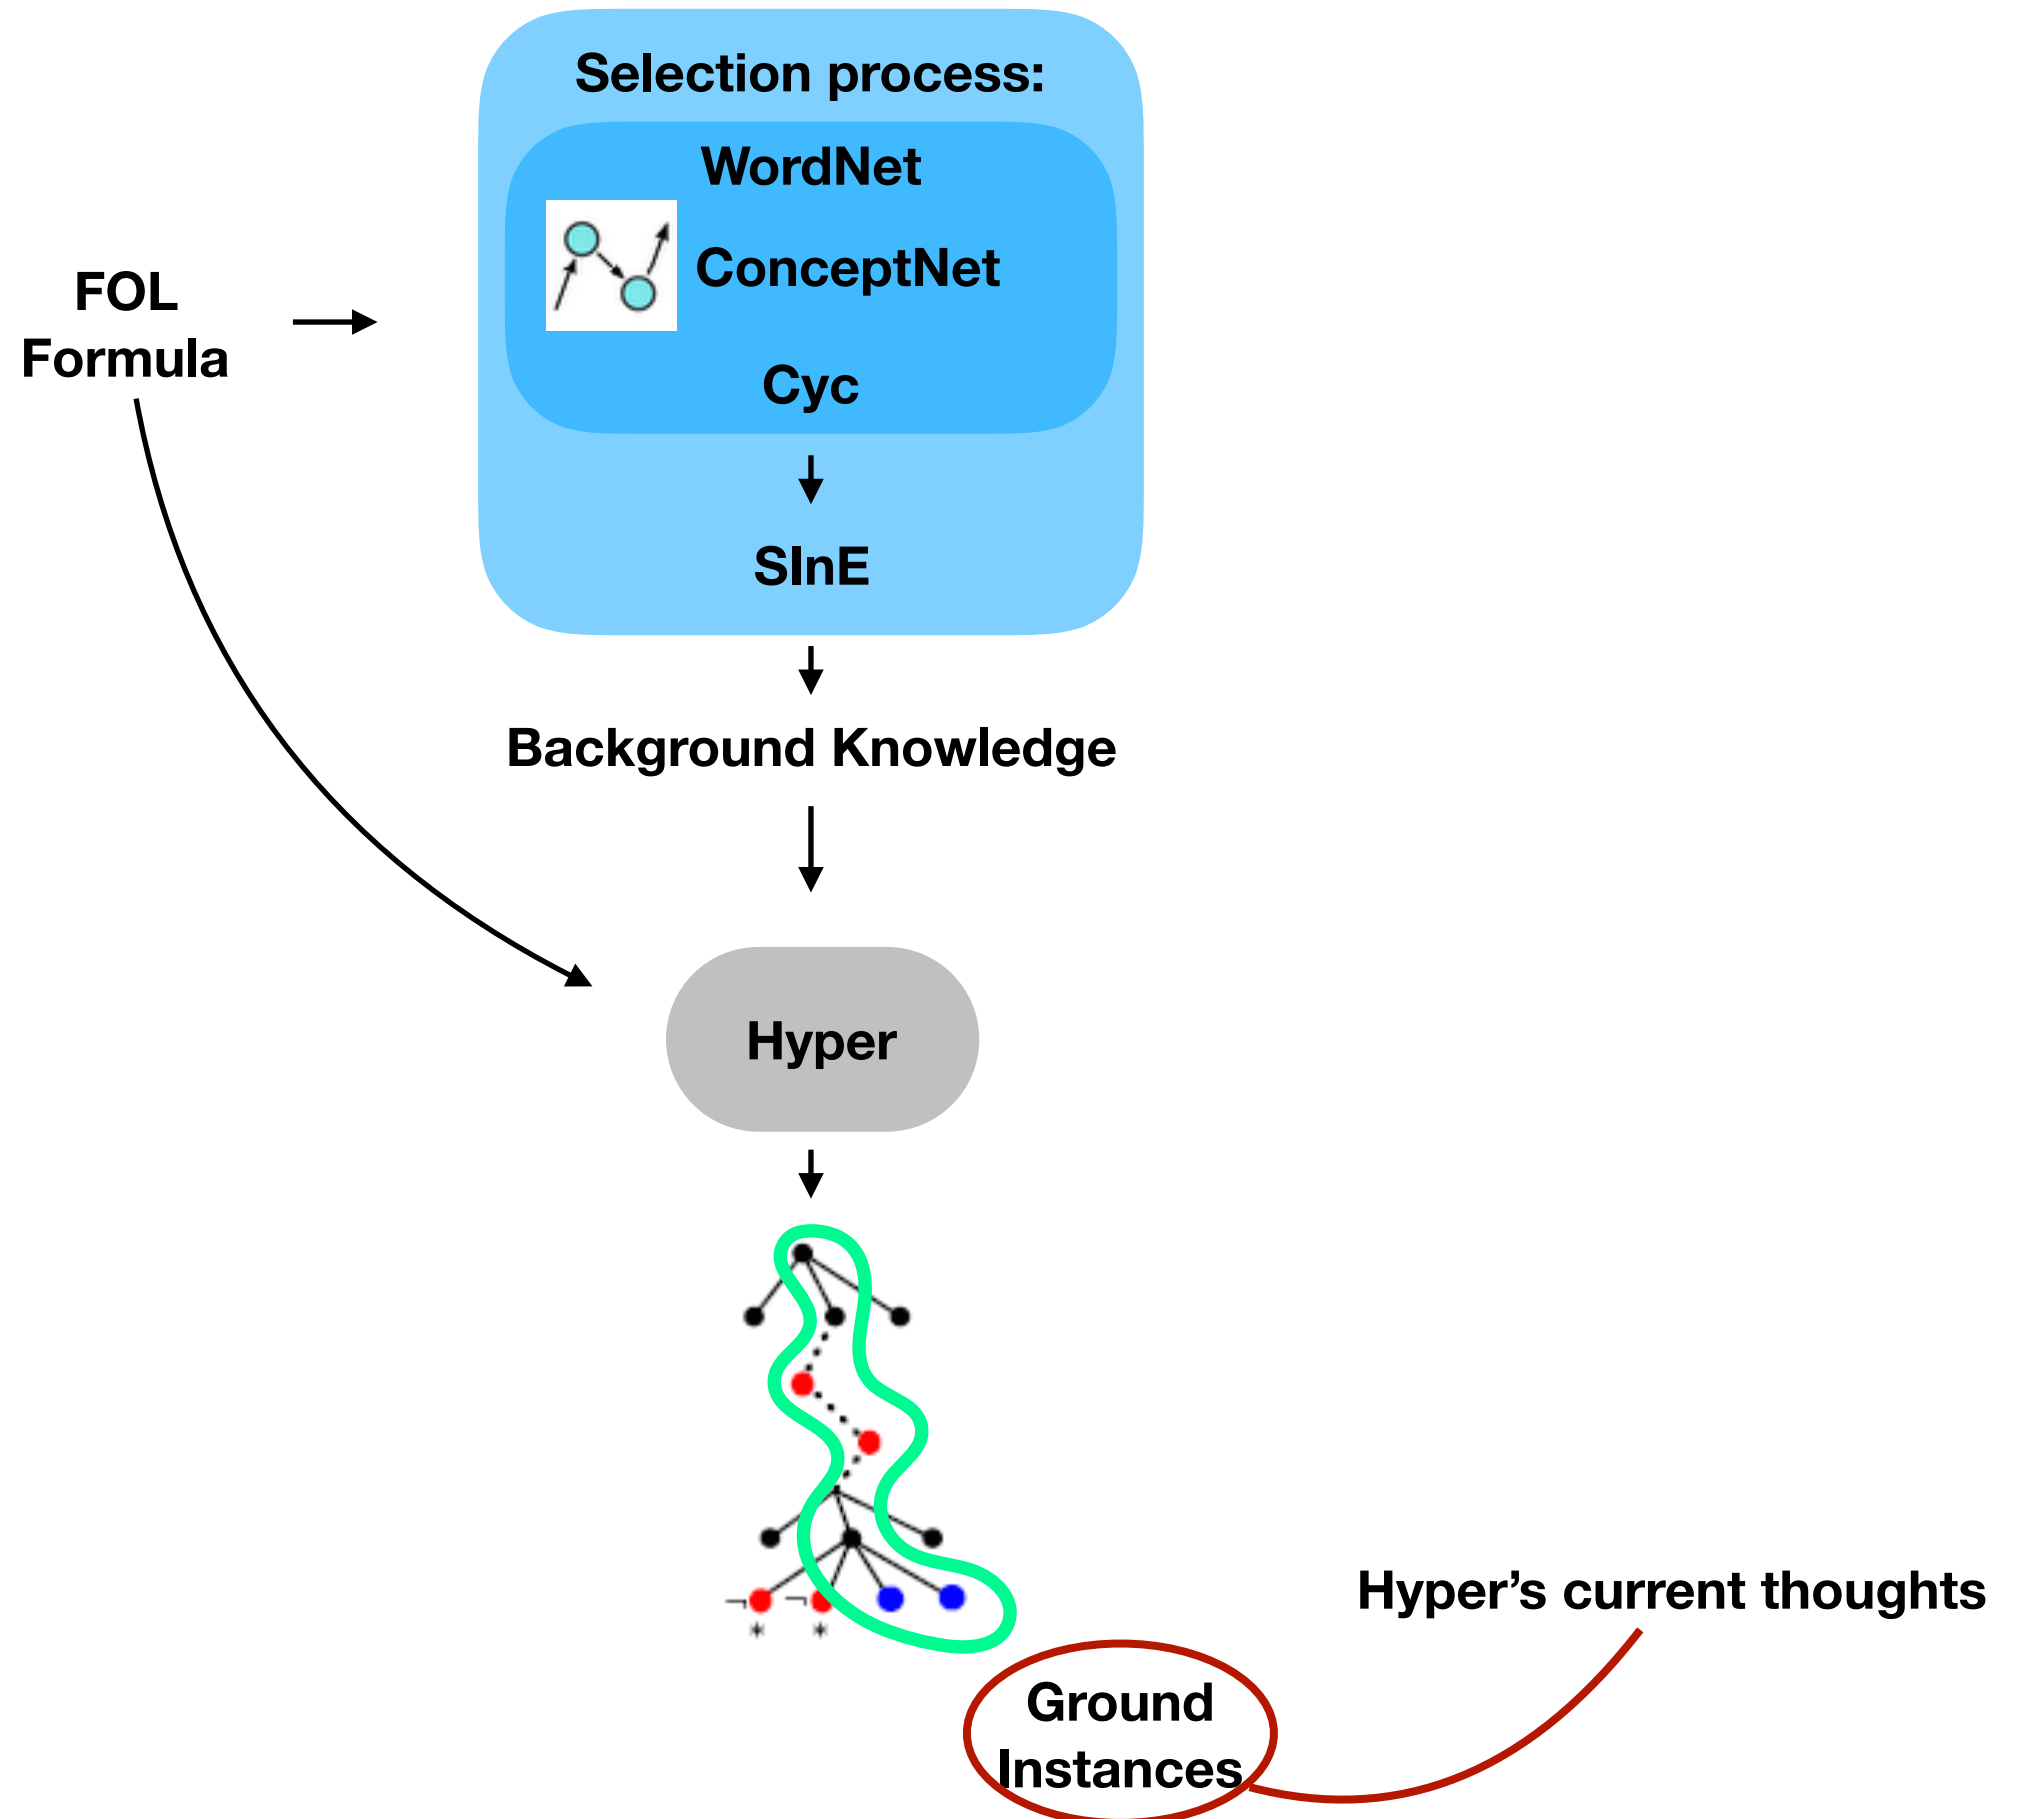 Selection process:
WordNet
ConceptNet
Cyc
SInE
FOL
Formula
Background Knowledge
Hyper
¬ ¬
* *
Hyper’s current thoughts
Ground
Instances